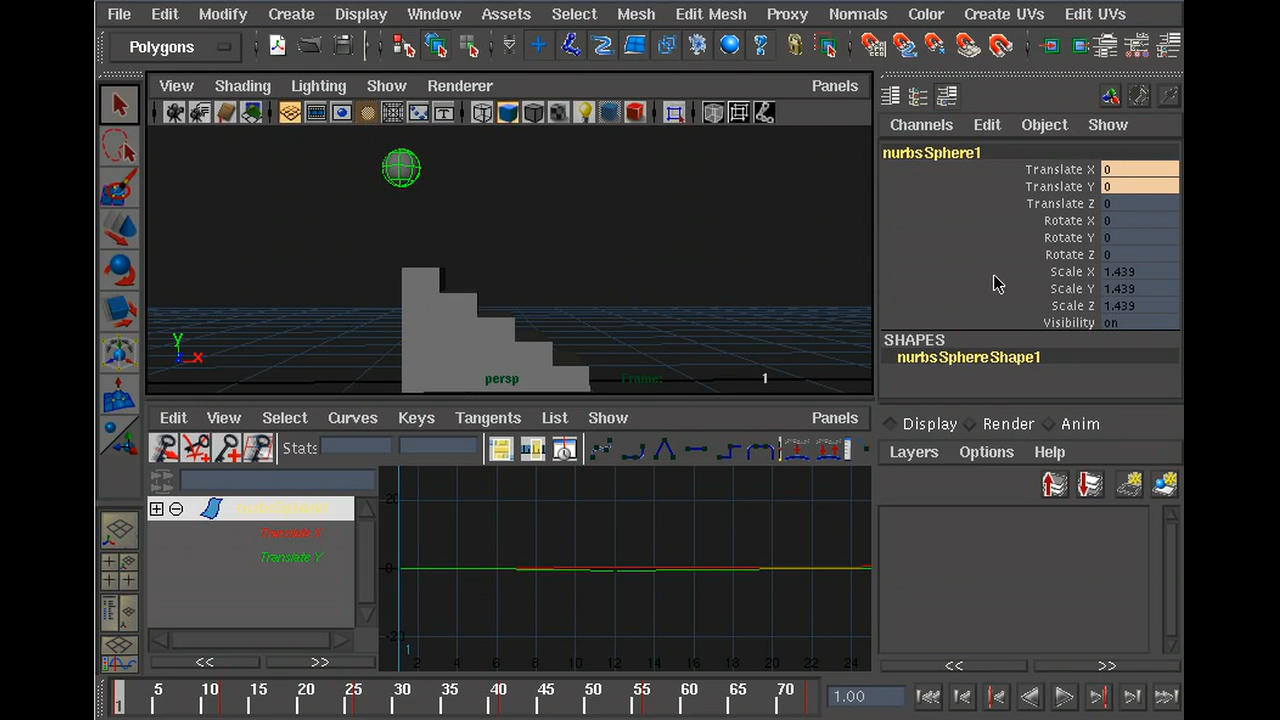 File Edit Modify Create Display Window Assets Select Mesh Edit Mesh Proxy Normals Color Create UVs Edit UVs
Polygons
View Shading Lighting Show Renderer Panels
Channels Edit Object Show
nurbsSphere1
Translate X 0
Translate Y 0
Translate Z 0
Rotate X 0
Rotate Y 0
Rotate Z 0
Scale X 1.439
Scale Y 1.439
Scale Z 1.439
Visibility on
SHAPES
nurbsSphereShape1
y
x
persp
Frame:
1
Display Render Anim
Layers Options Help
<< >>
Edit View Select Curves Keys Tangents List Show Panels
Stats
nurbsSphere1
Translate X
Translate Y
<< >>
0
1
2 4 6 8 10 12 14 16 18 20 22 24
1 5 10 15 20 25 30 35 40 45 50 55 60 65 70
1.00